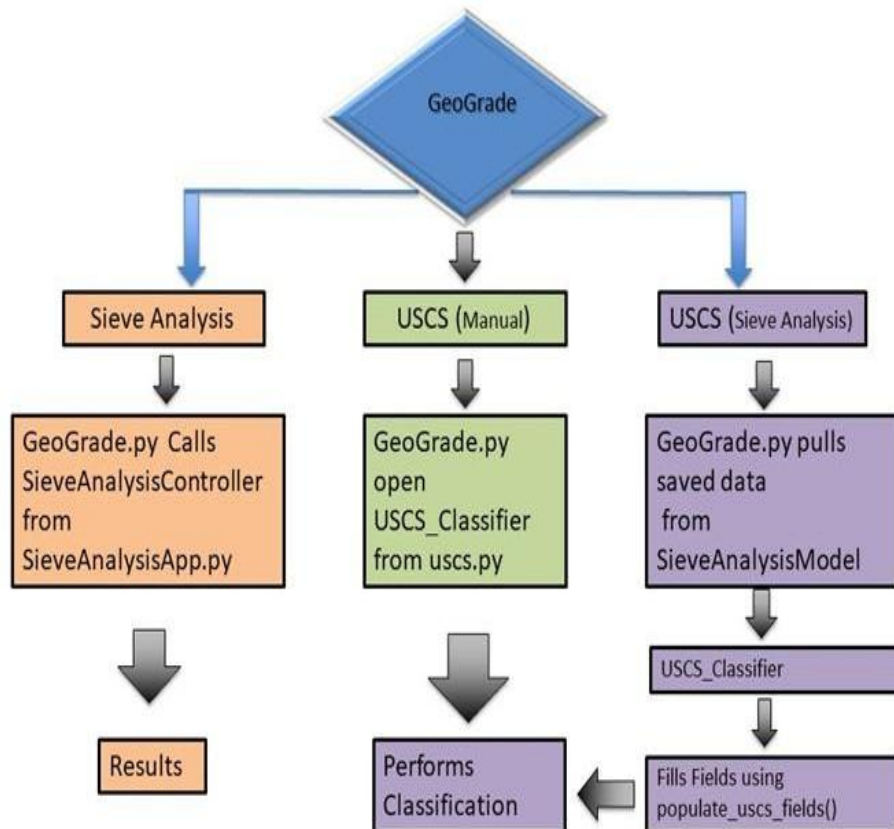 GeoGrade
Sieve Analysis
USCS (Manual)
USCS (Sieve Analysis)
GeoGrade.py Calls
SieveAnalysisController
from
SieveAnalysisApp.py
GeoGrade.py
open
USCS_Classifier
from uscs.py
GeoGrade.py pulls
saved data
from
SieveAnalysisModel
USCS_Classifier
Results
Performs
Classification
Fills Fields using
populate_uscs_fields()